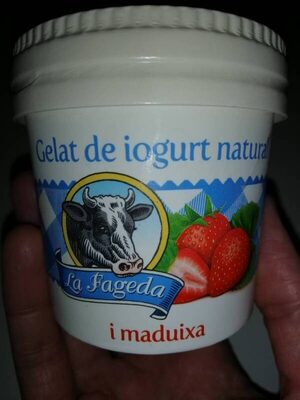 Gelat de iogurt natural
La Fageda
i maduixa